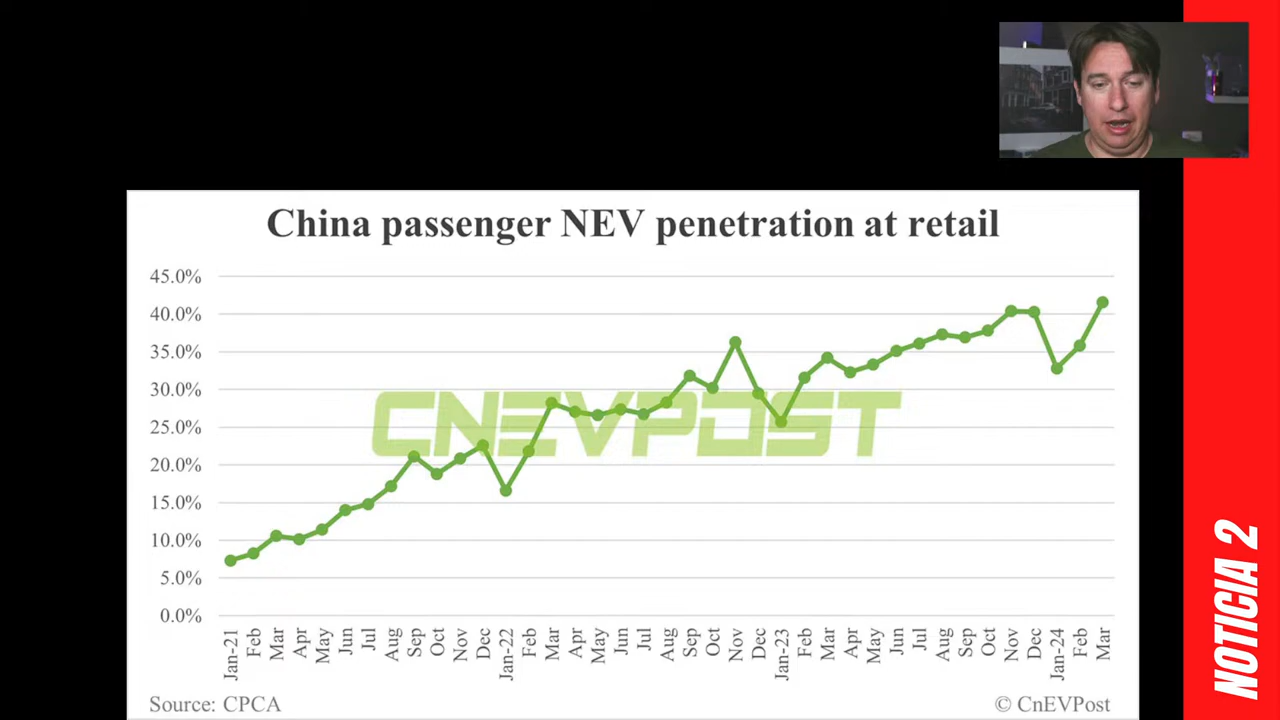 China passenger NEV penetration at retail
45.0%
40.0%
35.0%
30.0%
25.0%
20.0%
15.0%
10.0%
5.0%
0.0%
CNEVPOST
Jan-21 Feb Mar Apr May Jun Jul Aug Sep Oct Nov Dec Jan-22 Feb Mar Apr May Jun Jul Aug Sep Oct Nov Dec Jan-23 Feb Mar Apr May Jun Jul Aug Sep Oct Nov Dec Jan-24 Feb Mar
Source: CPCA
© CnEVPost
NOTICIA 2